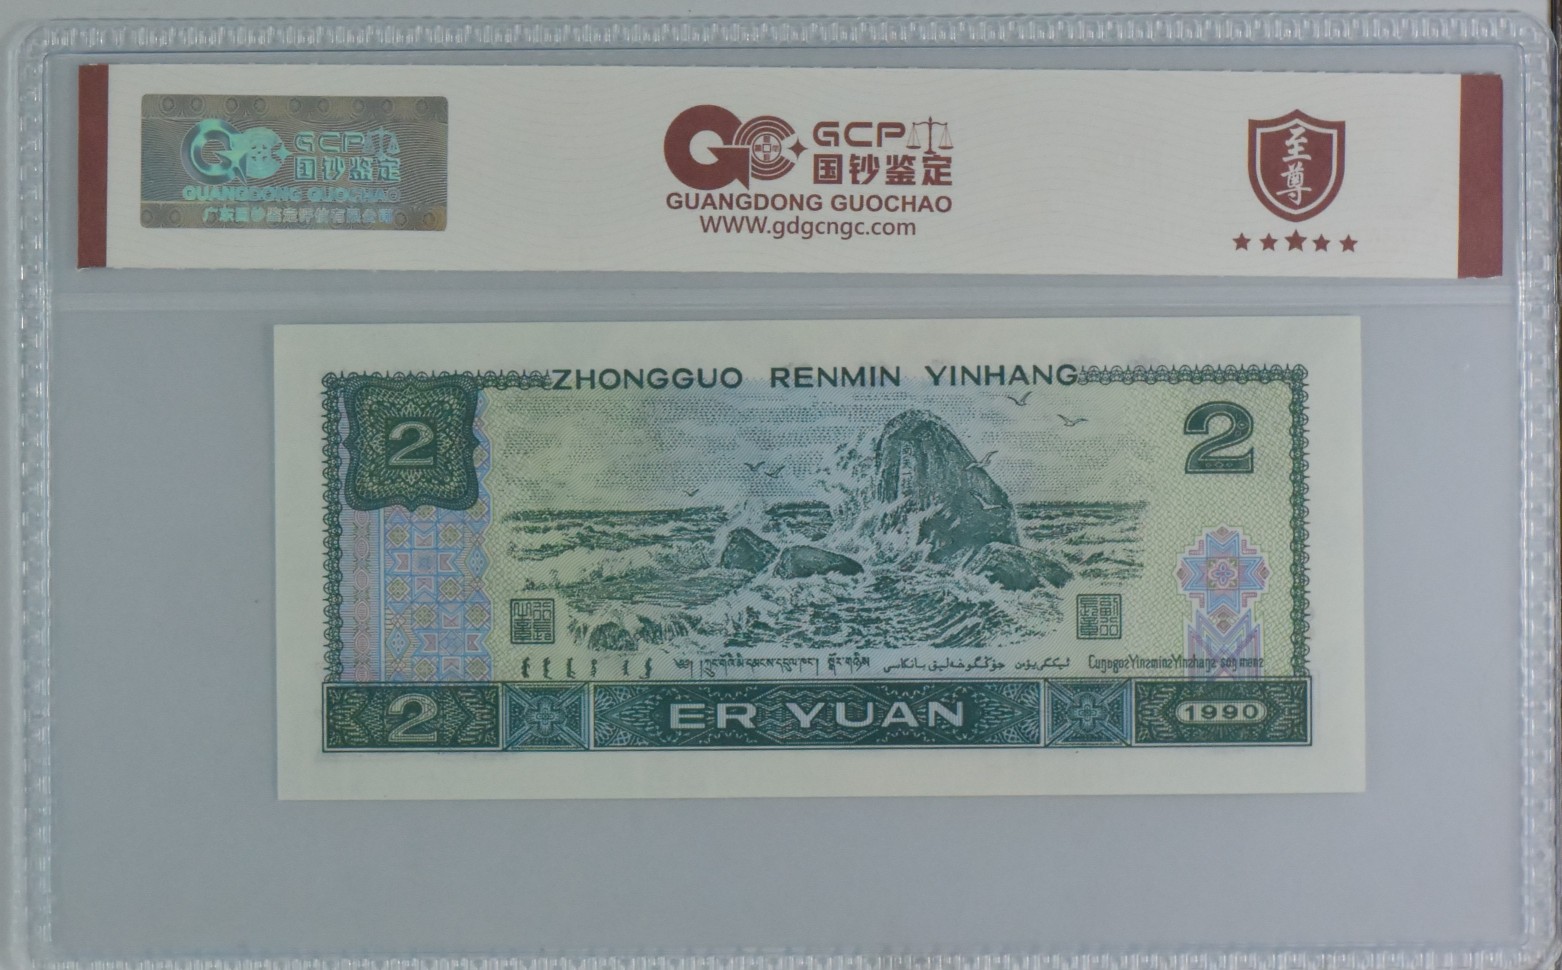 GCP
国钞鉴定
GUANGDONG GUOCHAO
GCP
国钞鉴定
GUANGDONG GUOCHAO
WWW.gdgcngc.com
至尊
ZHONGGUO RENMIN YINHANG
2
2
2
ER YUAN
1990